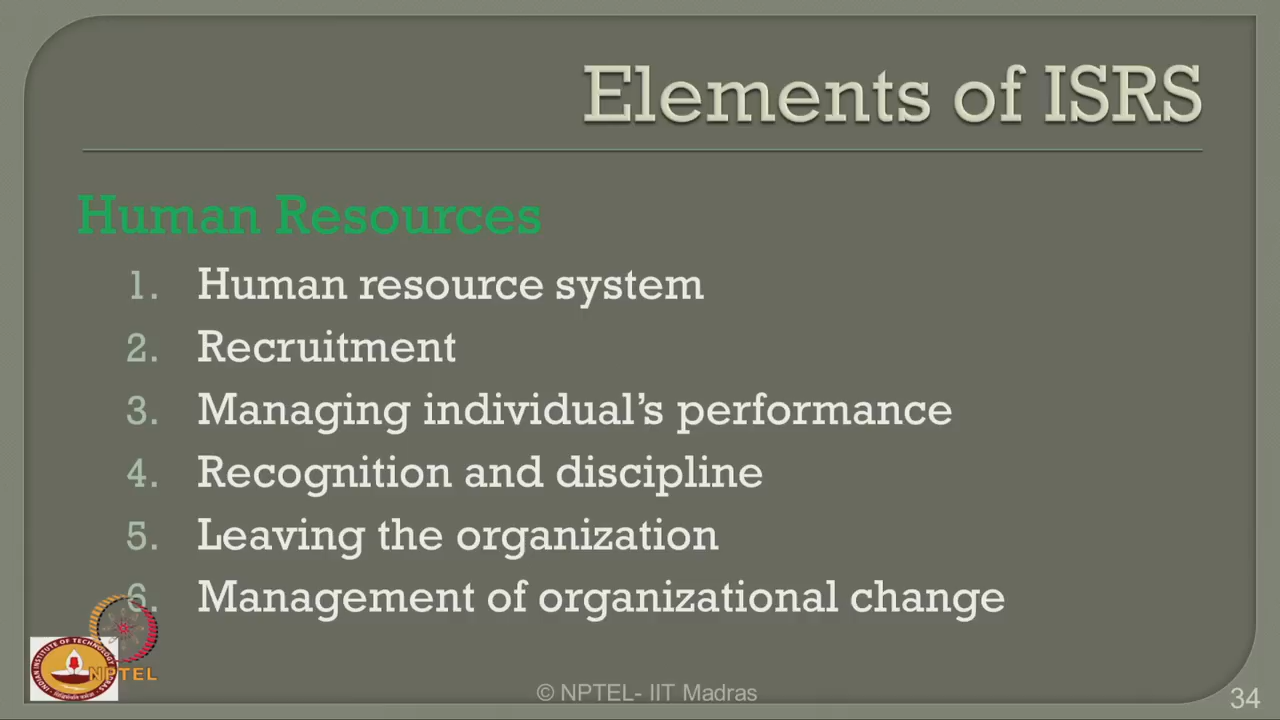 Elements of ISRS
Human Resources
1. Human resource system
2. Recruitment
3. Managing individual’s performance
4. Recognition and discipline
5. Leaving the organization
6. Management of organizational change
NPTEL
© NPTEL- IIT Madras
34